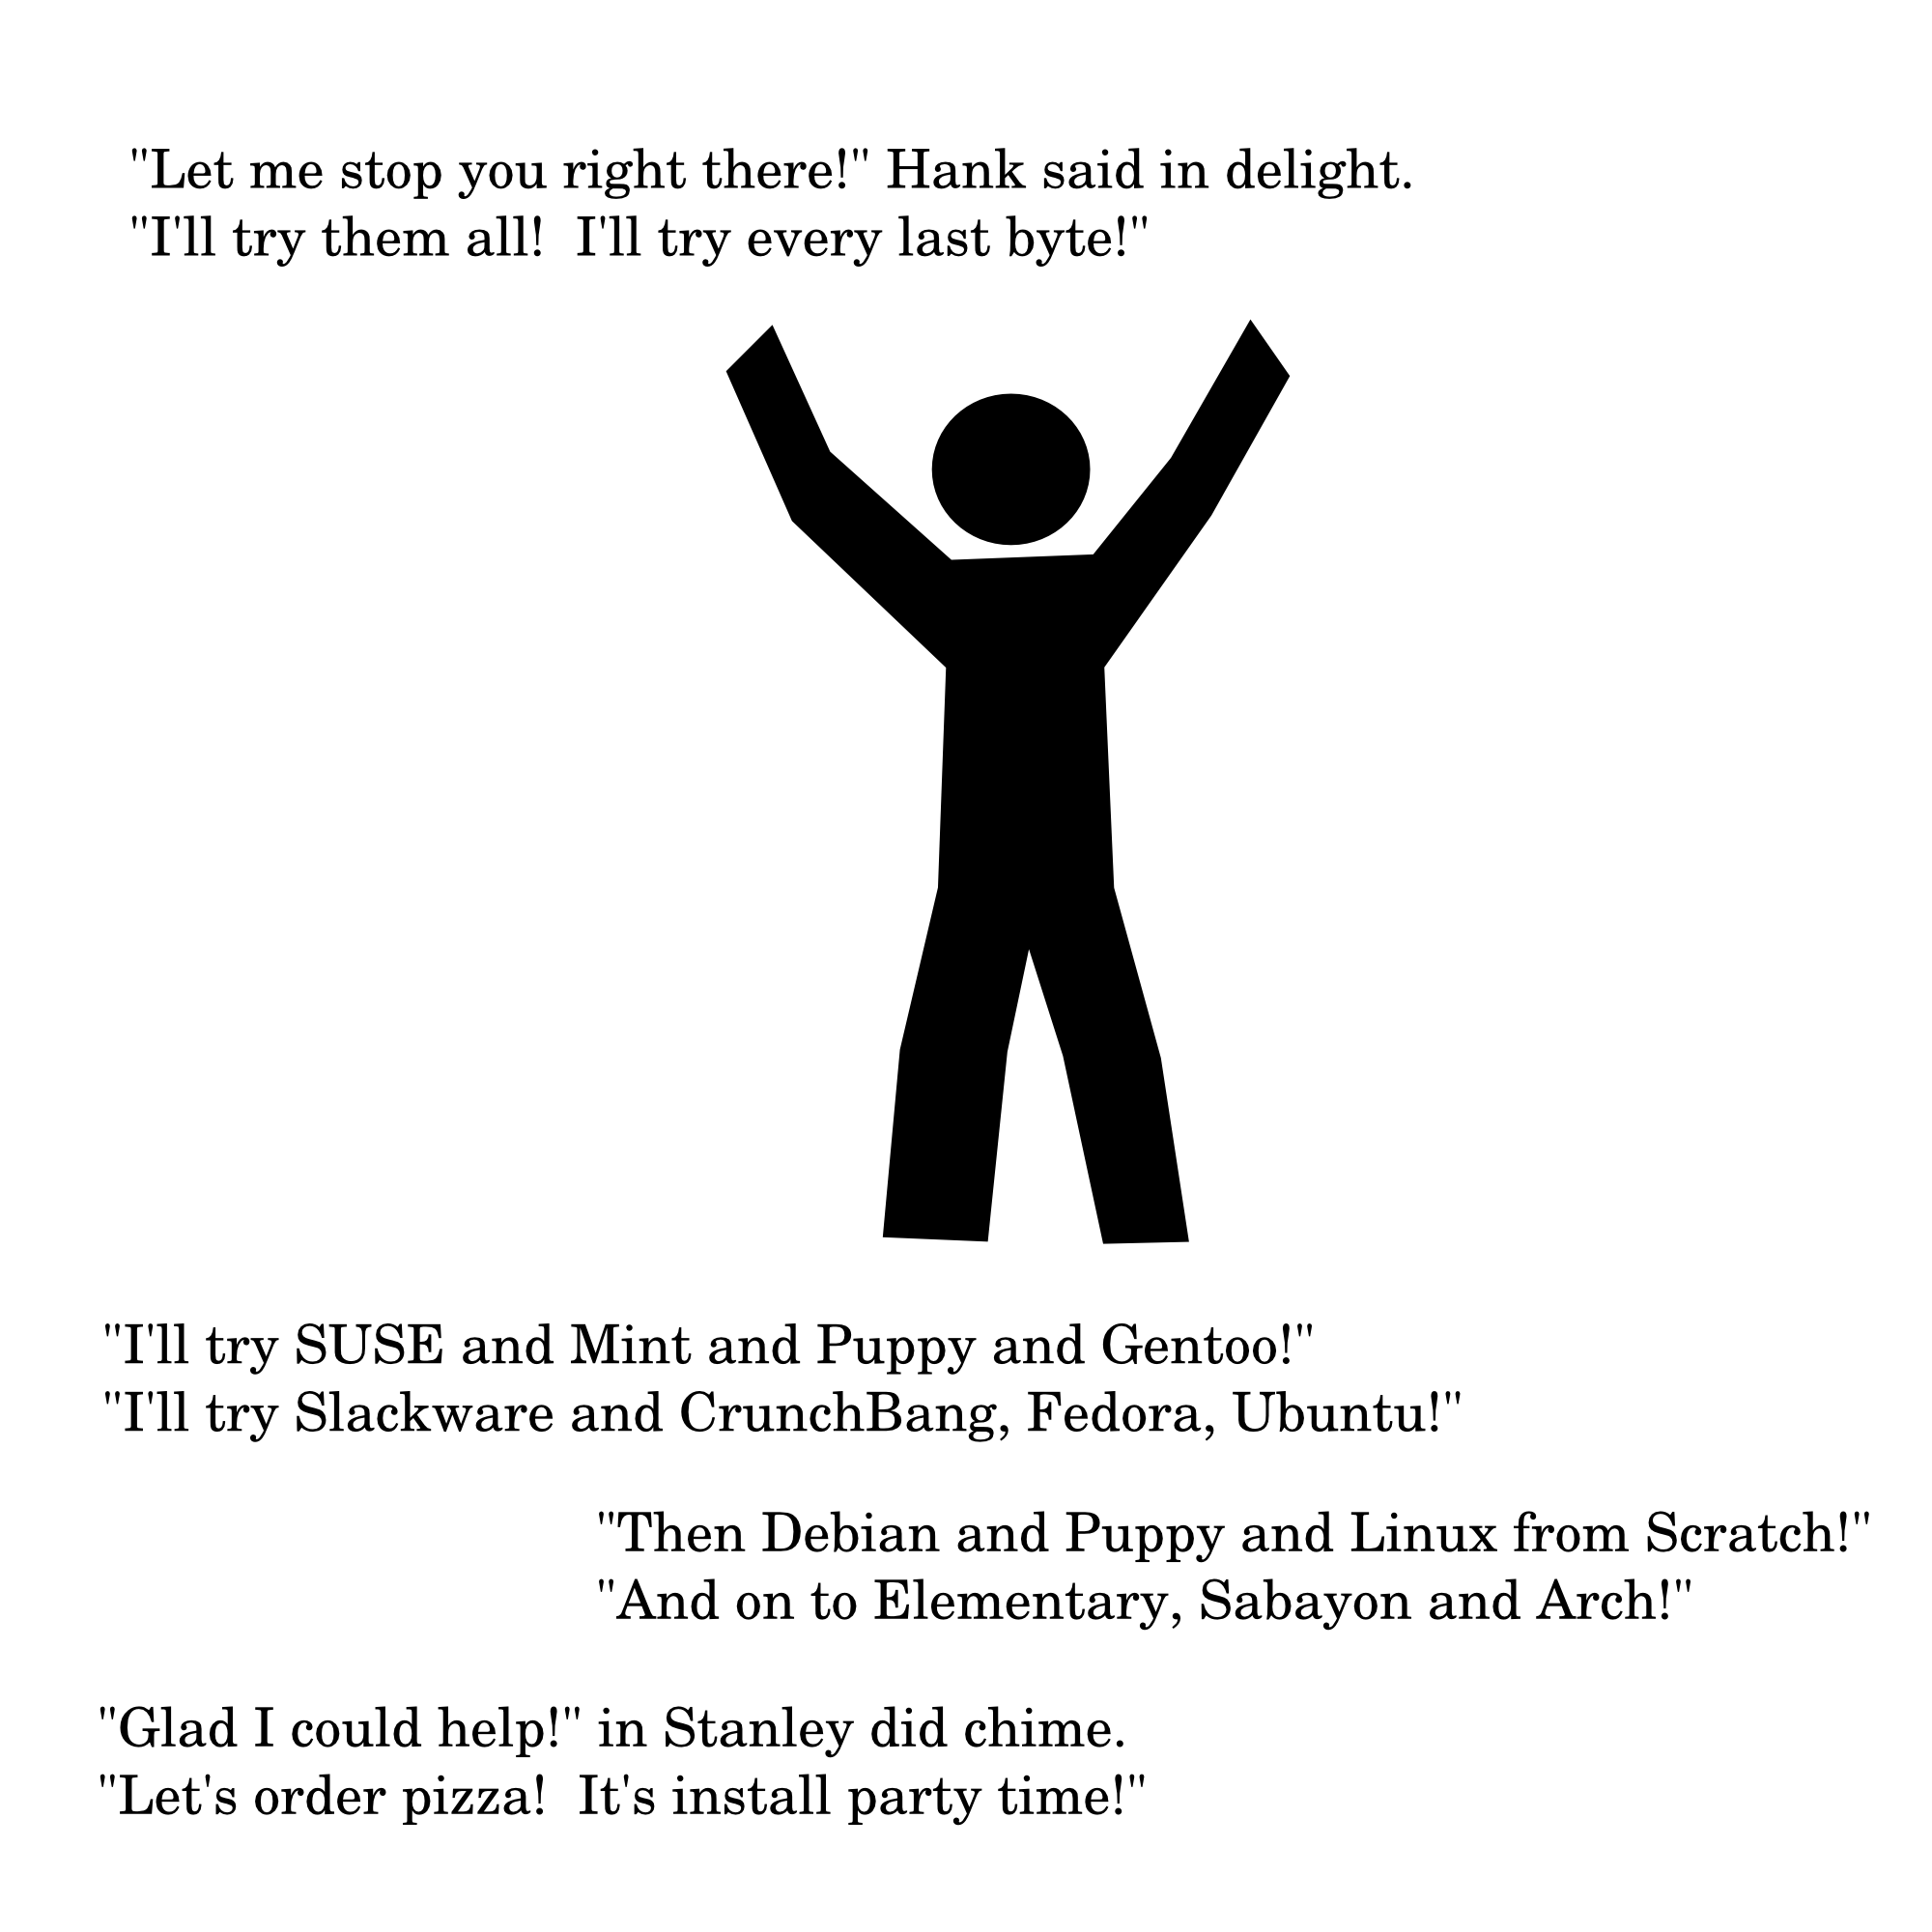 "Let me stop you right there!" Hank said in delight.
"I'll try them all!  I'll try every last byte!"
"I'll try SUSE and Mint and Puppy and Gentoo!"
"I'll try Slackware and CrunchBang, Fedora, Ubuntu!"
"Then Debian and Puppy and Linux from Scratch!"
"And on to Elementary, Sabayon and Arch!"
"Glad I could help!" in Stanley did chime.
"Let's order pizza!  It's install party time!"